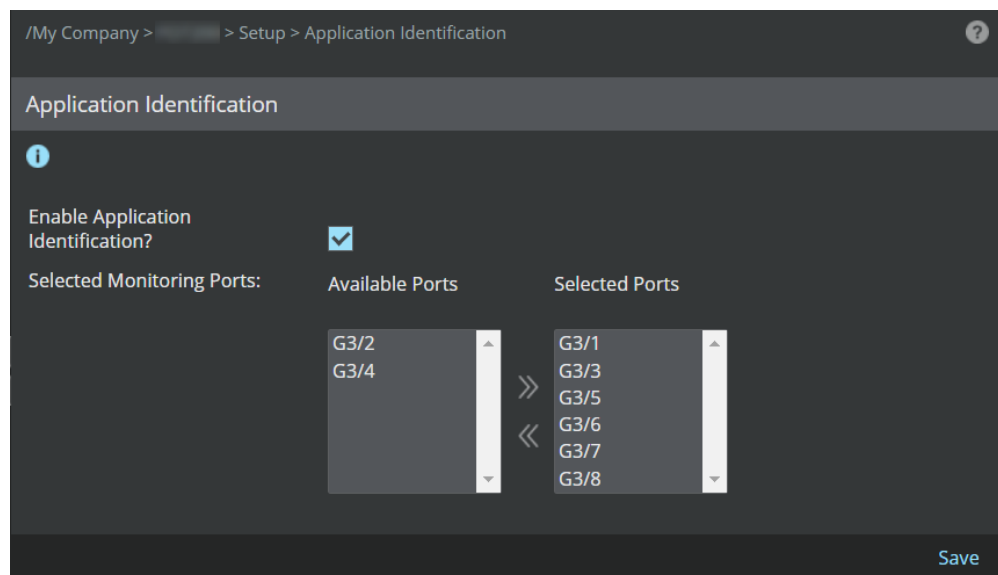 /My Company > > Setup > Application Identification
Application Identification
Enable Application
Identification?
Selected Monitoring Ports:
Available Ports
Selected Ports
G3/2
G3/4
G3/1
G3/3
G3/5
G3/6
G3/7
G3/8
Save